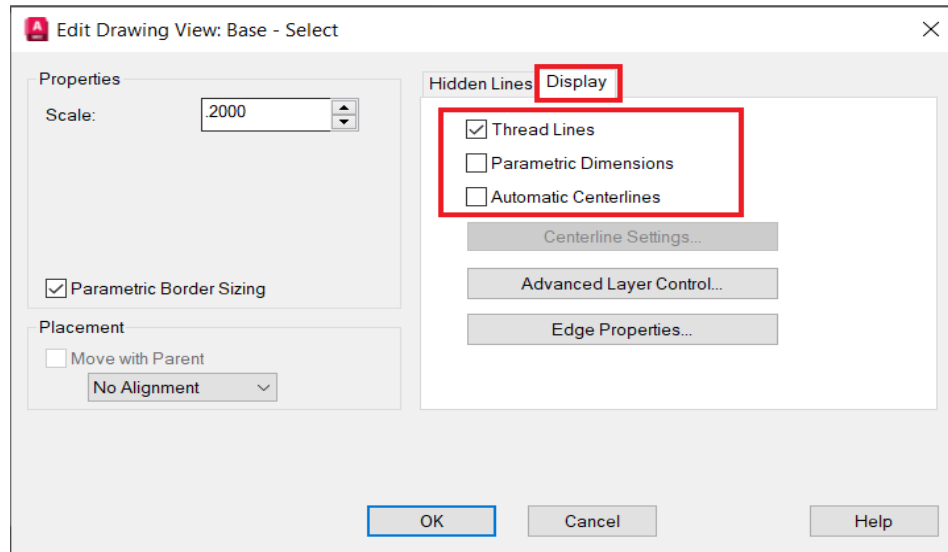 Edit Drawing View: Base - Select
Properties
Scale:
.2000
Parametric Border Sizing
Placement
Move with Parent
No Alignment
Hidden Lines
Display
Thread Lines
Parametric Dimensions
Automatic Centerlines
Centerline Settings...
Advanced Layer Control...
Edge Properties...
OK
Cancel
Help